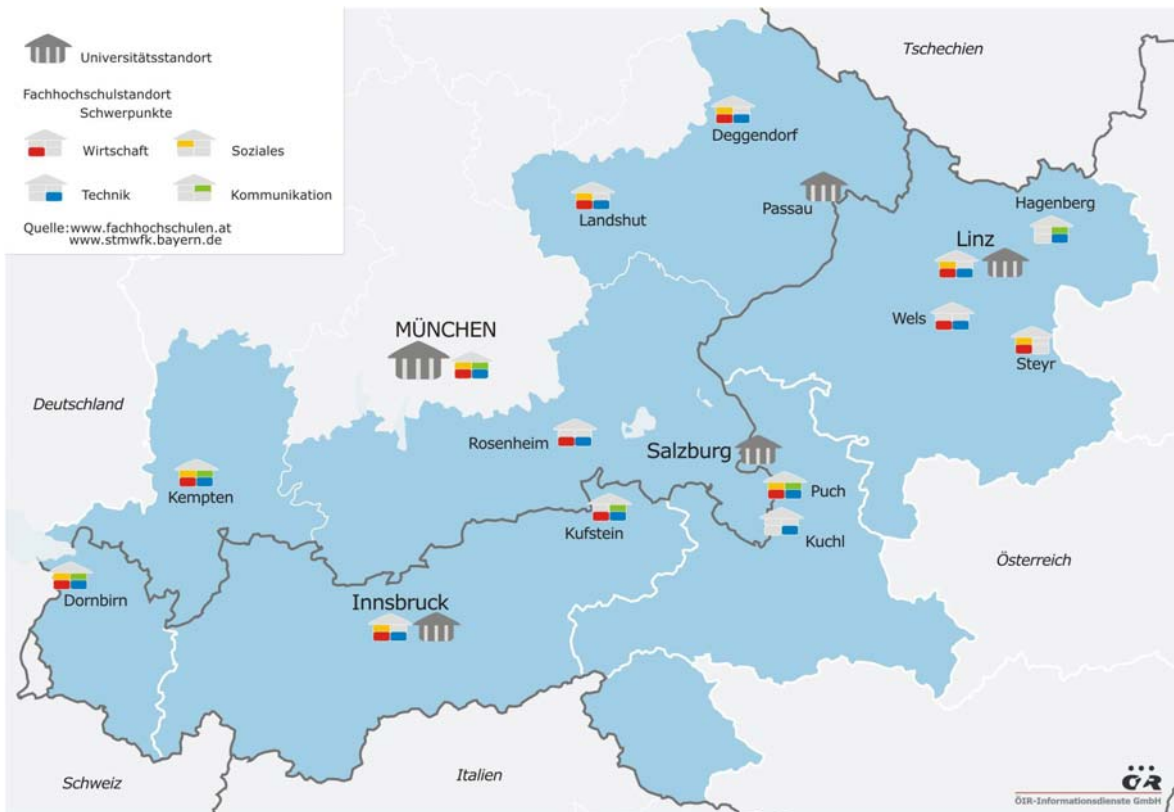 Universitätsstandort
Fachhochschulstandort
Schwerpunkte
Wirtschaft
Soziales
Technik
Kommunikation
Quelle: www.fachhochschulen.at
www.stmwfk.bayern.de
Tschechien
Deggendorf
Passau
Landshut
Hagenberg
Linz
Wels
Steyr
MÜNCHEN
Deutschland
Rosenheim
Salzburg
Kempten
Puch
Kufstein
Kuchl
Österreich
Dornbirn
Innsbruck
Schweiz
Italien
ÖIR
ÖIR-Informationsdienste GmbH